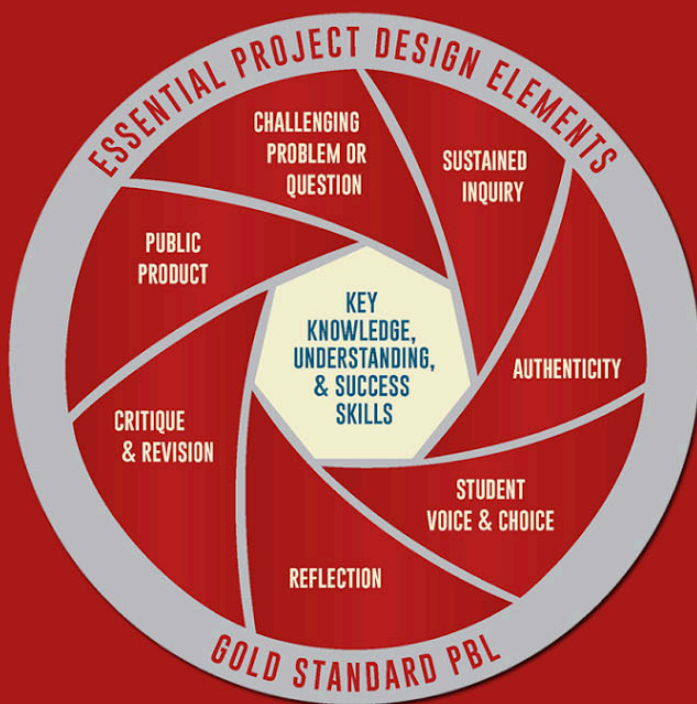 ESSENTIAL PROJECT DESIGN ELEMENTS
CHALLENGING
PROBLEM OR
QUESTION
SUSTAINED
INQUIRY
AUTHENTICITY
STUDENT
VOICE & CHOICE
REFLECTION
CRITIQUE
& REVISION
PUBLIC
PRODUCT
KEY
KNOWLEDGE,
UNDERSTANDING,
& SUCCESS
SKILLS
GOLD STANDARD PBL